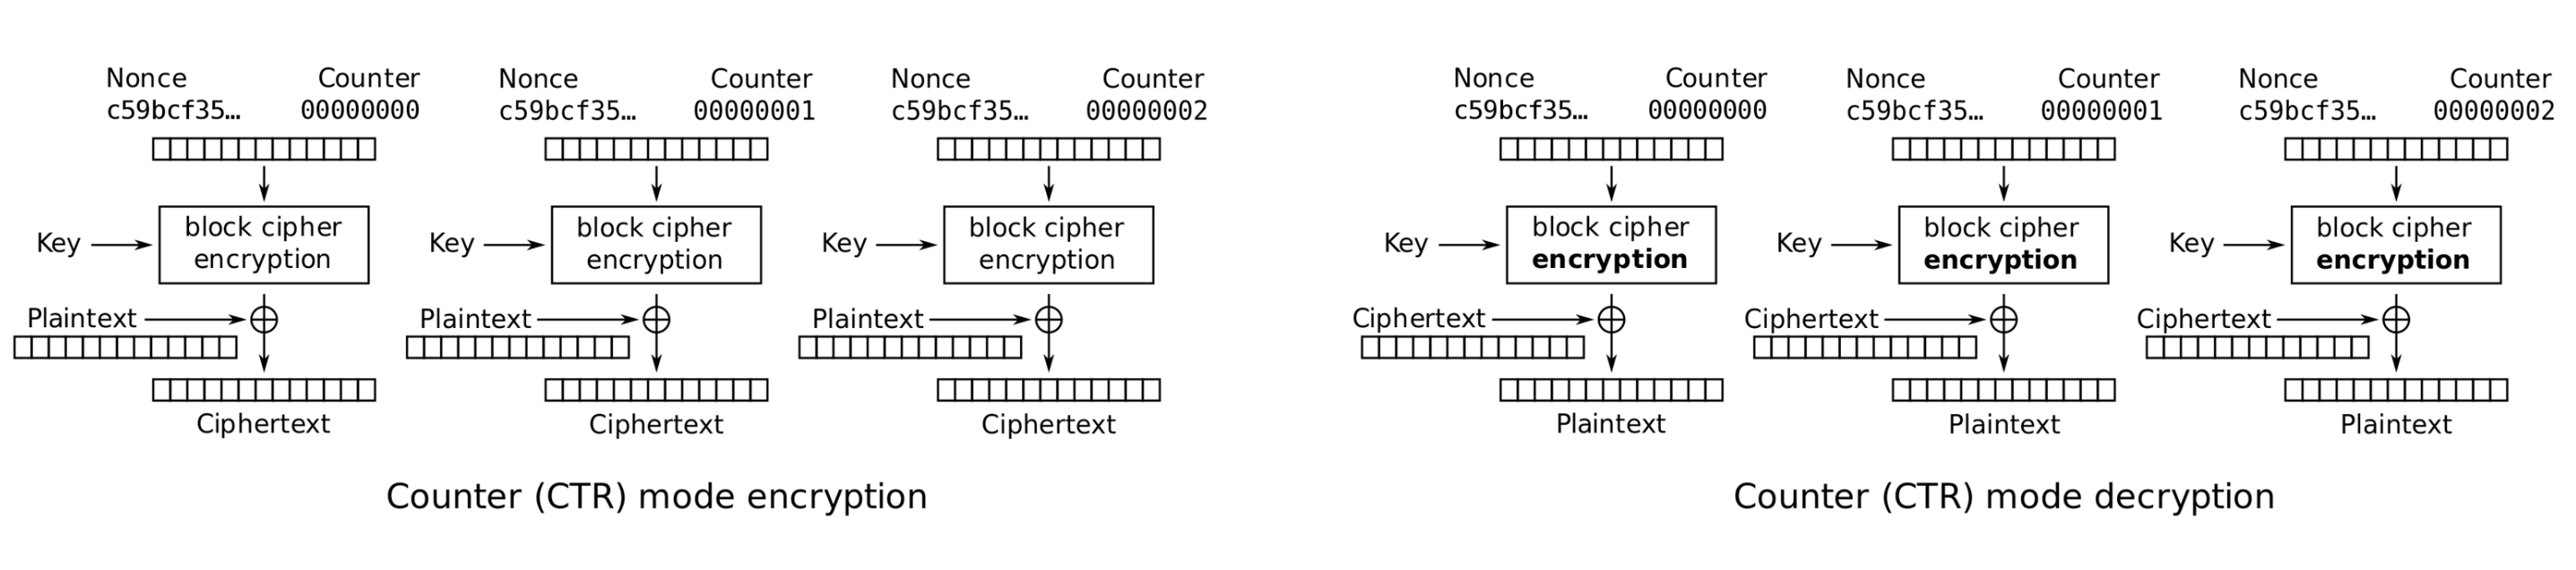 Nonce Counter Nonce Counter Nonce Counter
c59bcf35… 00000000 c59bcf35… 00000001 c59bcf35… 00000002
block cipher block cipher block cipher
Key Key Key
encryption encryption encryption
Plaintext Plaintext Plaintext
Ciphertext Ciphertext Ciphertext
Counter (CTR) mode encryption
Nonce Counter Nonce Counter Nonce Counter
c59bcf35… 00000000 c59bcf35… 00000001 c59bcf35… 00000002
block cipher block cipher block cipher
Key Key Key
encryption encryption encryption
Ciphertext Ciphertext Ciphertext
Plaintext Plaintext Plaintext
Counter (CTR) mode decryption